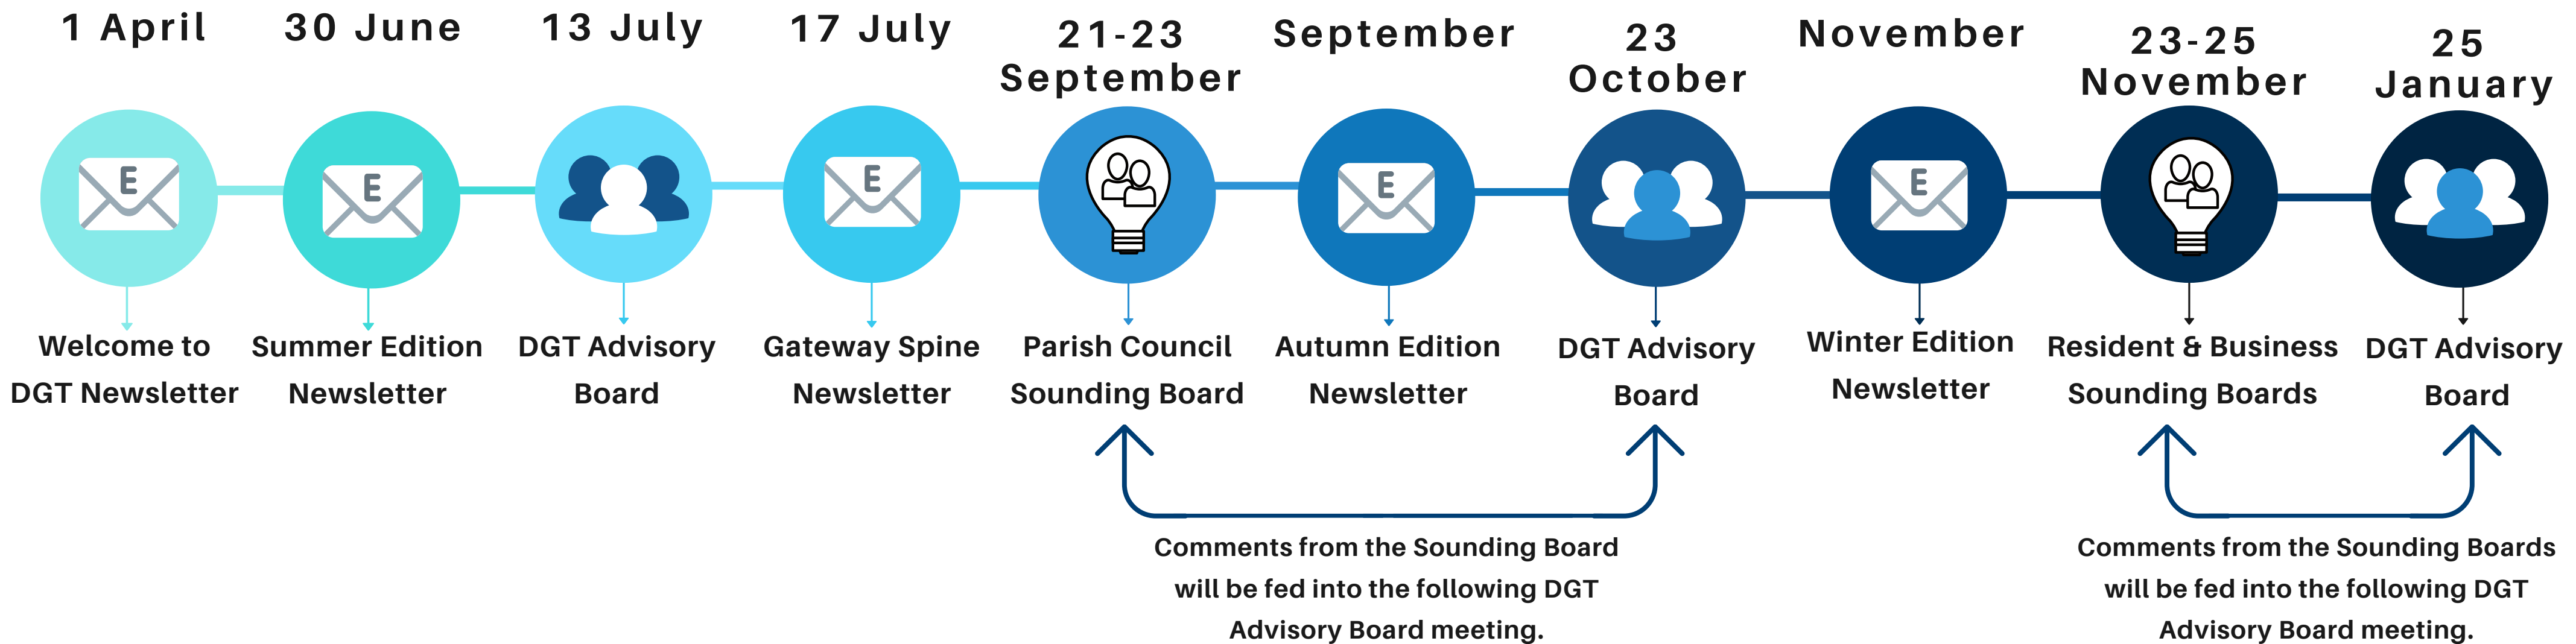 1 April
30 June
13 July
17 July
21-23
September
September
23
October
November
23-25
November
25
January
E
E
E
E
E
Welcome to
DGT Newsletter
Summer Edition
Newsletter
DGT Advisory
Board
Gateway Spine
Newsletter
Parish Council
Sounding Board
Autumn Edition
Newsletter
DGT Advisory
Board
Winter Edition
Newsletter
Resident & Business
Sounding Boards
DGT Advisory
Board
Comments from the Sounding Board
will be fed into the following DGT
Advisory Board meeting.
Comments from the Sounding Boards
will be fed into the following DGT
Advisory Board meeting.